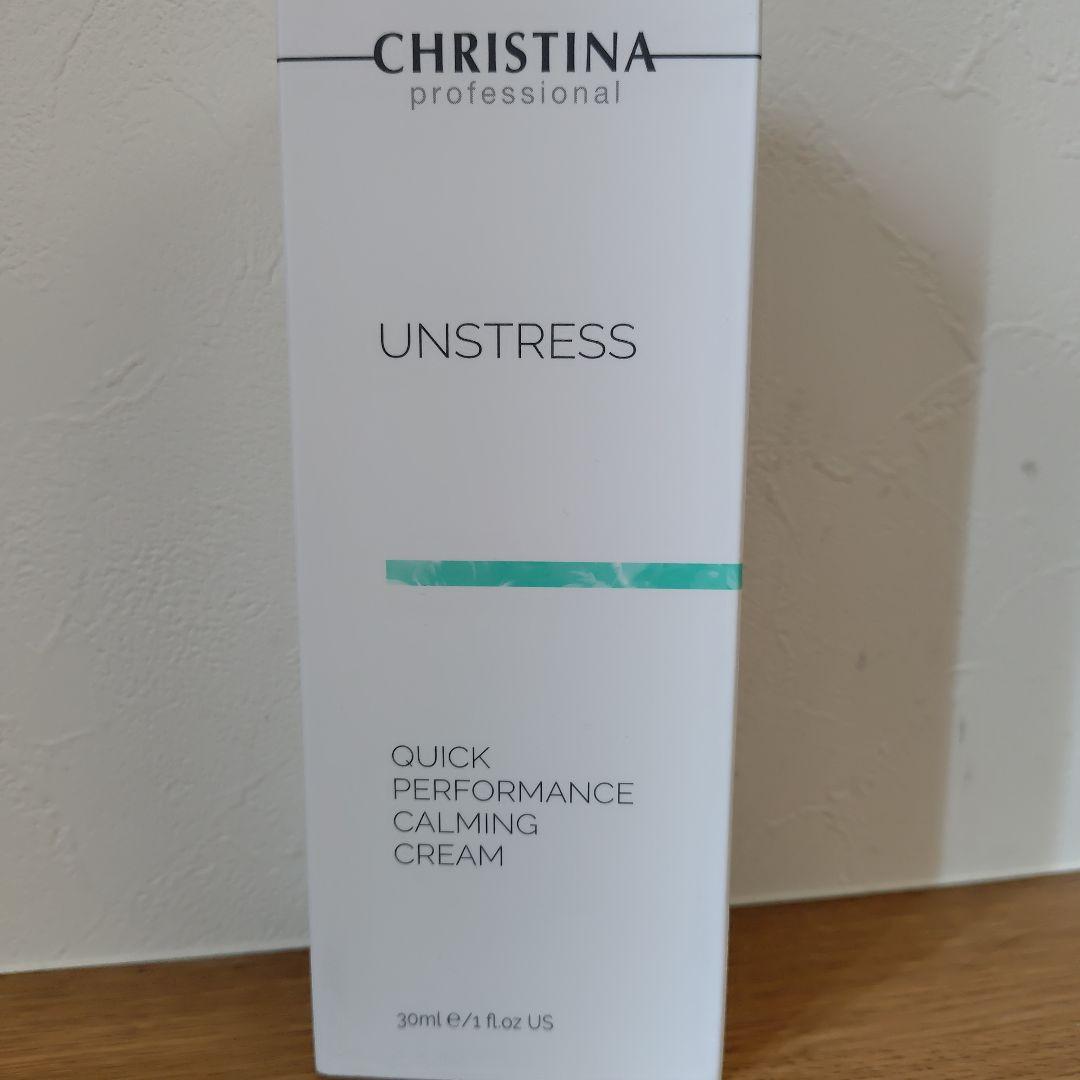 CHRISTINA
professional
UNSTRESS
QUICK
PERFORMANCE
CALMING
CREAM
30ml ℮/1 fl.oz US